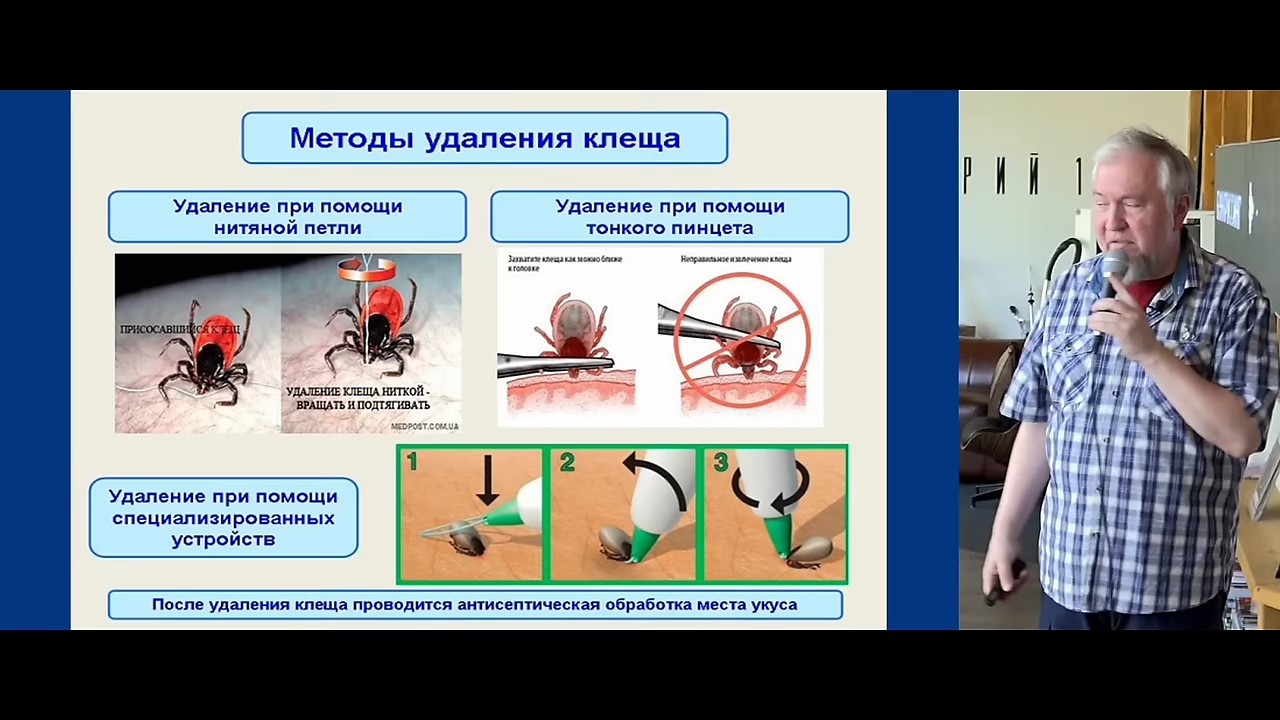 Методы удаления клеща
Удаление при помощи
нитяной петли
Удаление при помощи
тонкого пинцета
ПРИСОСАВШИЙСЯ КЛЕЩ
УДАЛЕНИЕ КЛЕЩА НИТКОЙ -
ВРАЩАТЬ И ПОДТЯГИВАТЬ
MEDPOST.COM.UA
Захватите клеща как можно ближе
к головке
Неправильное извлечение клеща
Удаление при помощи
специализированных
устройств
1
2
3
После удаления клеща проводится антисептическая обработка места укуса
РИЙ 1